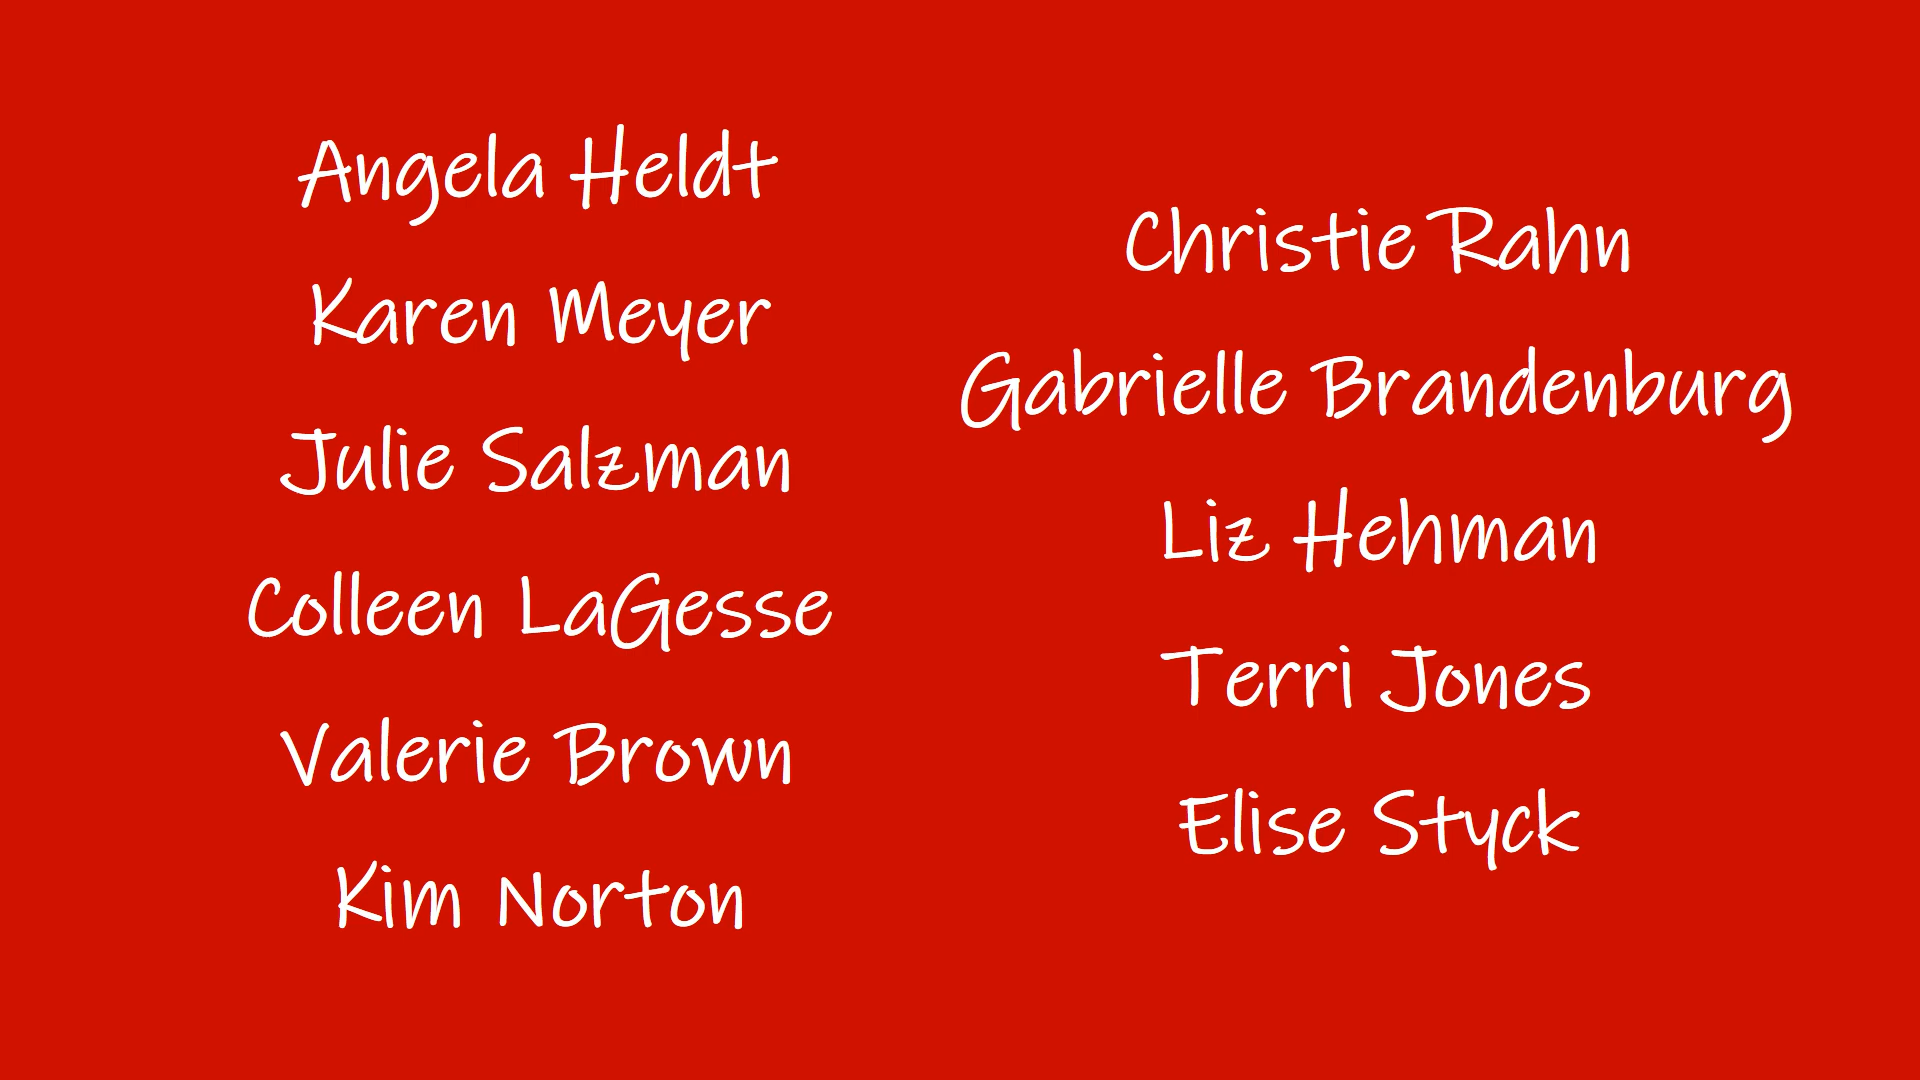 Angela Heldt
Karen Meyer
Julie Salzman
Colleen LaGesse
Valerie Brown
Kim Norton
Christie Rahn
Gabrielle Brandenburg
Liz Hehman
Terri Jones
Elise Styck